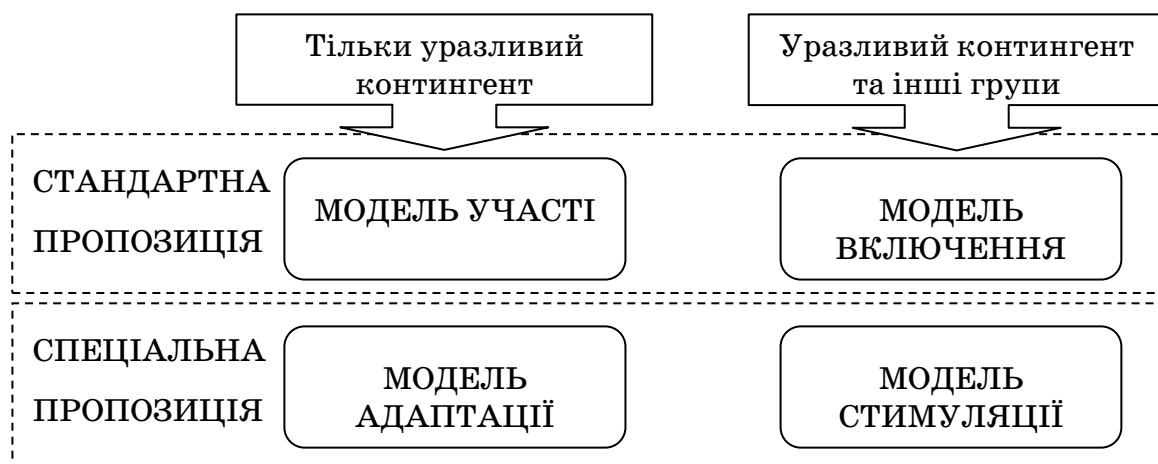 Тільки уразливий
контингент
Уразливий контингент
та інші групи
СТАНДАРТНА
ПРОПОЗИЦІЯ
МОДЕЛЬ УЧАСТІ
МОДЕЛЬ
ВКЛЮЧЕННЯ
СПЕЦІАЛЬНА
ПРОПОЗИЦІЯ
МОДЕЛЬ
АДАПТАЦІЇ
МОДЕЛЬ
СТИМУЛЯЦІЇ